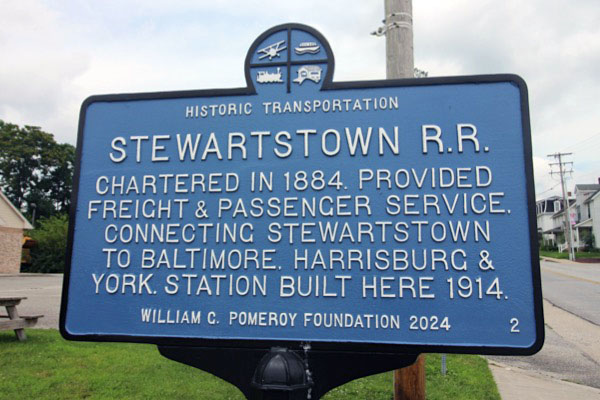 HISTORIC TRANSPORTATION
STEWARTSTOWN R.R.
CHARTERED IN 1884. PROVIDED
FREIGHT & PASSENGER SERVICE.
CONNECTING STEWARTSTOWN
TO BALTIMORE, HARRISBURG &
YORK. STATION BUILT HERE 1914.
WILLIAM G. POMEROY FOUNDATION 2024 2